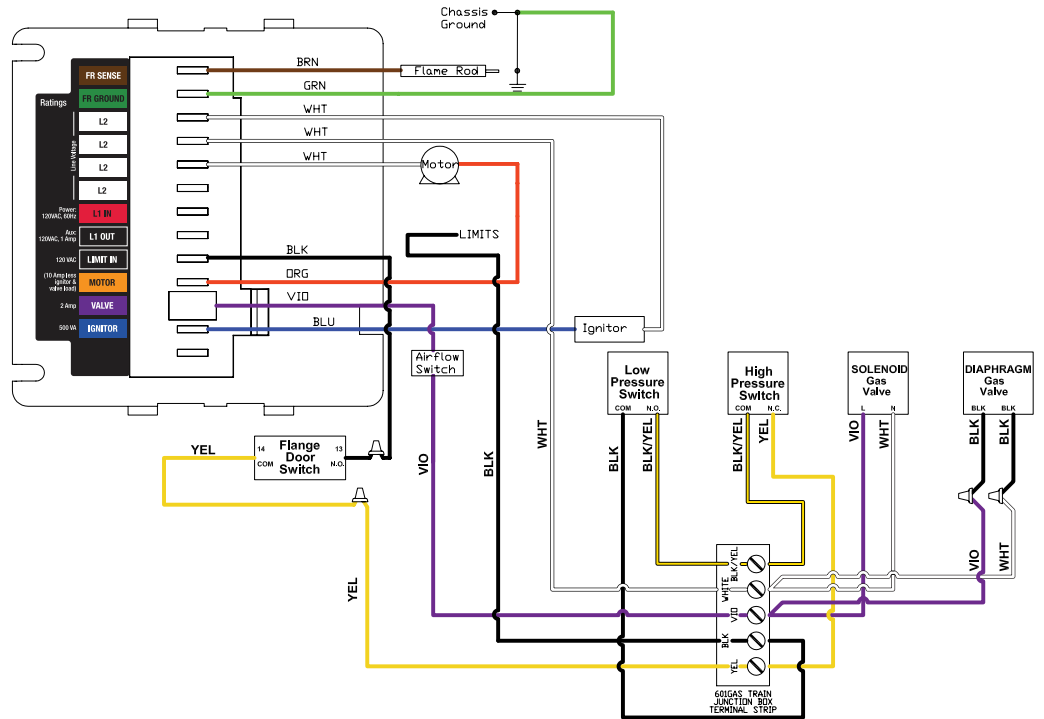 Chassis
Ground
BRN
Flame Rod
GRN
WHT
WHT
WHT
Motor
Ratings
FR SENSE
FR GROUND
Line Voltage
L2
L2
L2
L2
Power:
120VAC, 60Hz
L1 IN
Aux:
120VAC, 1 Amp
L1 OUT
120 VAC
LIMIT IN
(10 Amp less
ignitor &
valve load)
MOTOR
2 Amp
VALVE
500 VA
IGNITOR
LIMITS
BLK
ORG
VIO
BLU
Ignitor
Airflow
Switch
Low
Pressure
Switch
COM
N.O.
High
Pressure
Switch
COM
N.C.
SOLENOID
Gas
Valve
L
N
DIAPHRAGM
Gas
Valve
BLK
BLK
YEL
14
COM
Flange
Door
Switch
13
N.O.
VIO
BLK
WHT
BLK
BLK/YEL
BLK/YEL
YEL
VIO
WHT
BLK
BLK
VIO
WHT
YEL
BLK/YEL
WHITE
VIO
BLK
YEL
601GAS TRAIN
JUNCTION BOX
TERMINAL STRIP